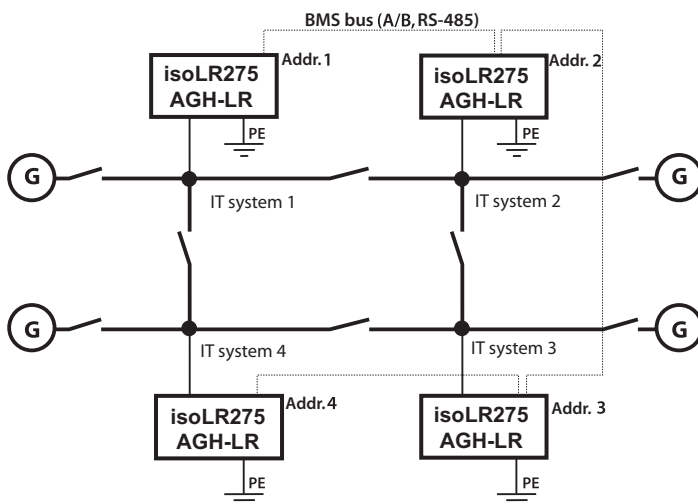 BMS bus (A/B, RS-485)
isoLR275
AGH-LR
Addr. 1
PE
isoLR275
AGH-LR
Addr. 2
PE
G
IT system 1
IT system 2
G
G
IT system 4
IT system 3
G
isoLR275
AGH-LR
Addr. 4
PE
isoLR275
AGH-LR
Addr. 3
PE